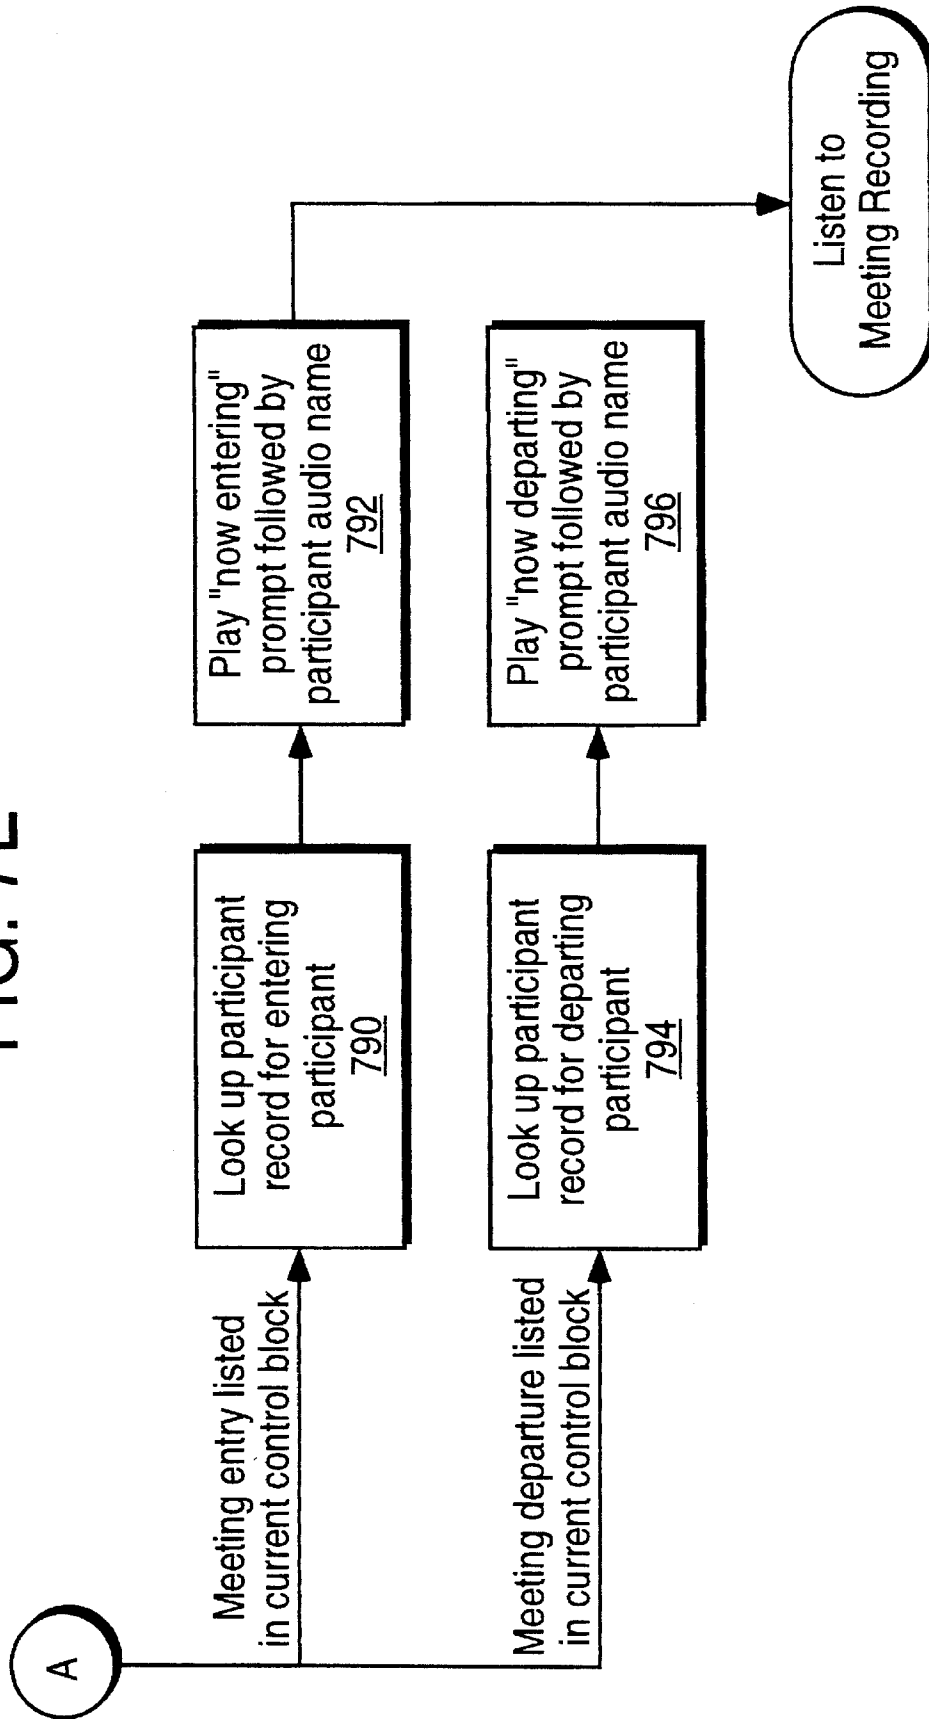 FIG.
A
Meeting entry listed
in current control block
Look up participant
record for entering
participant
790
Play "now entering"
prompt followed by
participant audio name
792
Meeting departure listed
in current control block
Look up participant
record for departing
participant
794
Play "now departing"
prompt followed by
participant audio name
796
Listen to
Meeting Recording